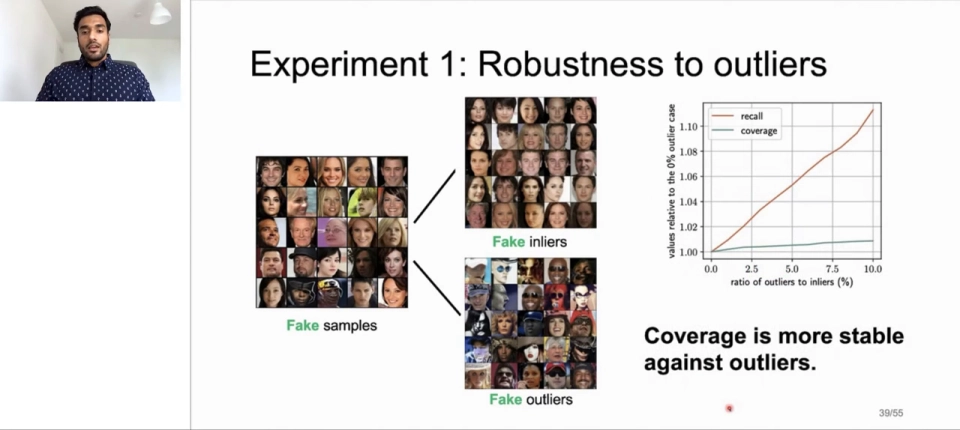 Experiment 1: Robustness to outliers
Fake samples
Fake inliers
Fake outliers
values relative to the 0% outlier case
recall
coverage
1.10
1.08
1.06
1.04
1.02
1.00
0.0 2.5 5.0 7.5 10.0
ratio of outliers to inliers (%)
Coverage is more stable
against outliers.
39/55